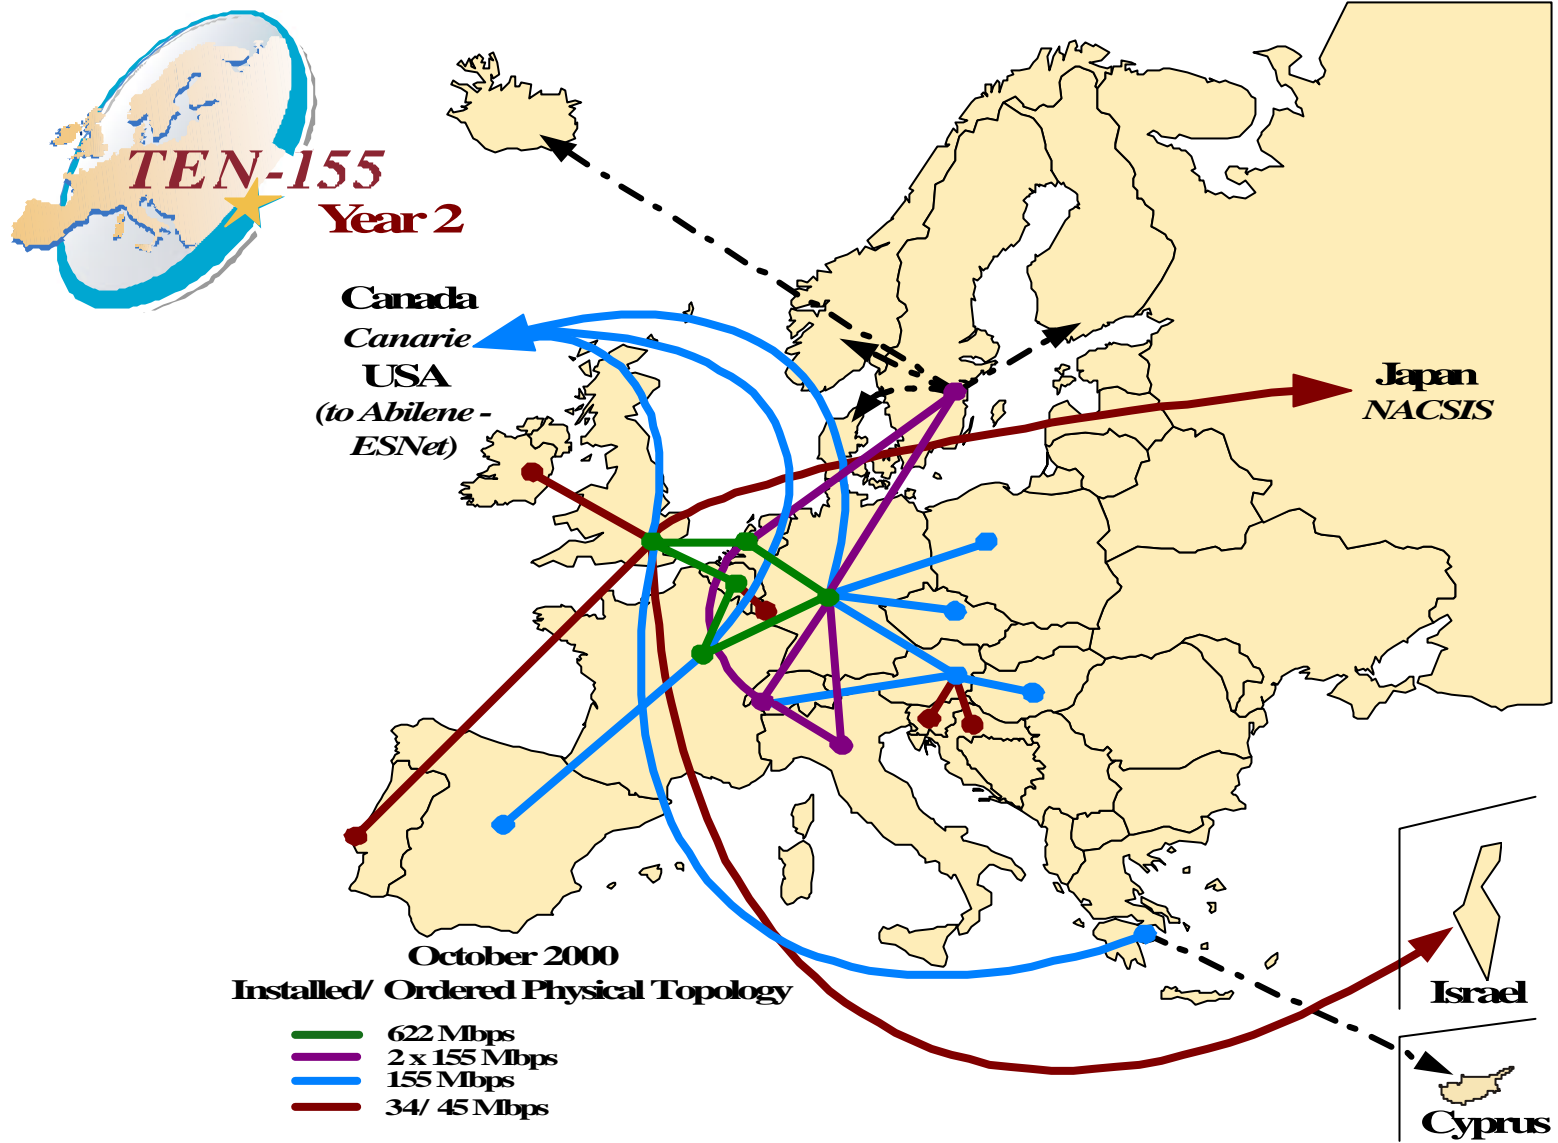 TEN-155
Year 2
Canada
Canarie
USA
(to Abilene -
ESNet)
Japan
NACSIS
October 2000
Installed/ Ordered Physical Topology
622 Mbps
2 x 155 Mbps
155 Mbps
34/ 45 Mbps
Israel
Cyprus